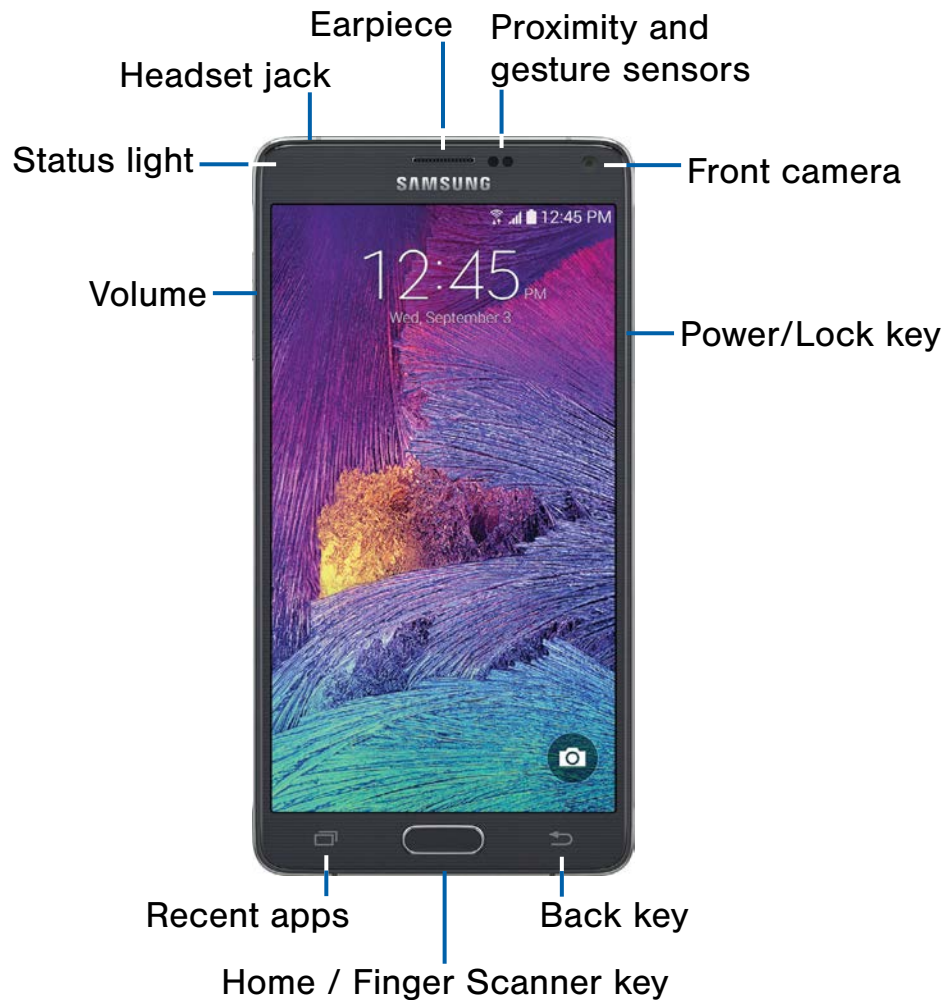 Earpiece
Proximity and
gesture sensors
Headset jack
Status light
Front camera
SAMSUNG
12:45 PM
12:45 PM
Wed, September 3
Volume
Power/Lock key
Recent apps
Back key
Home / Finger Scanner key